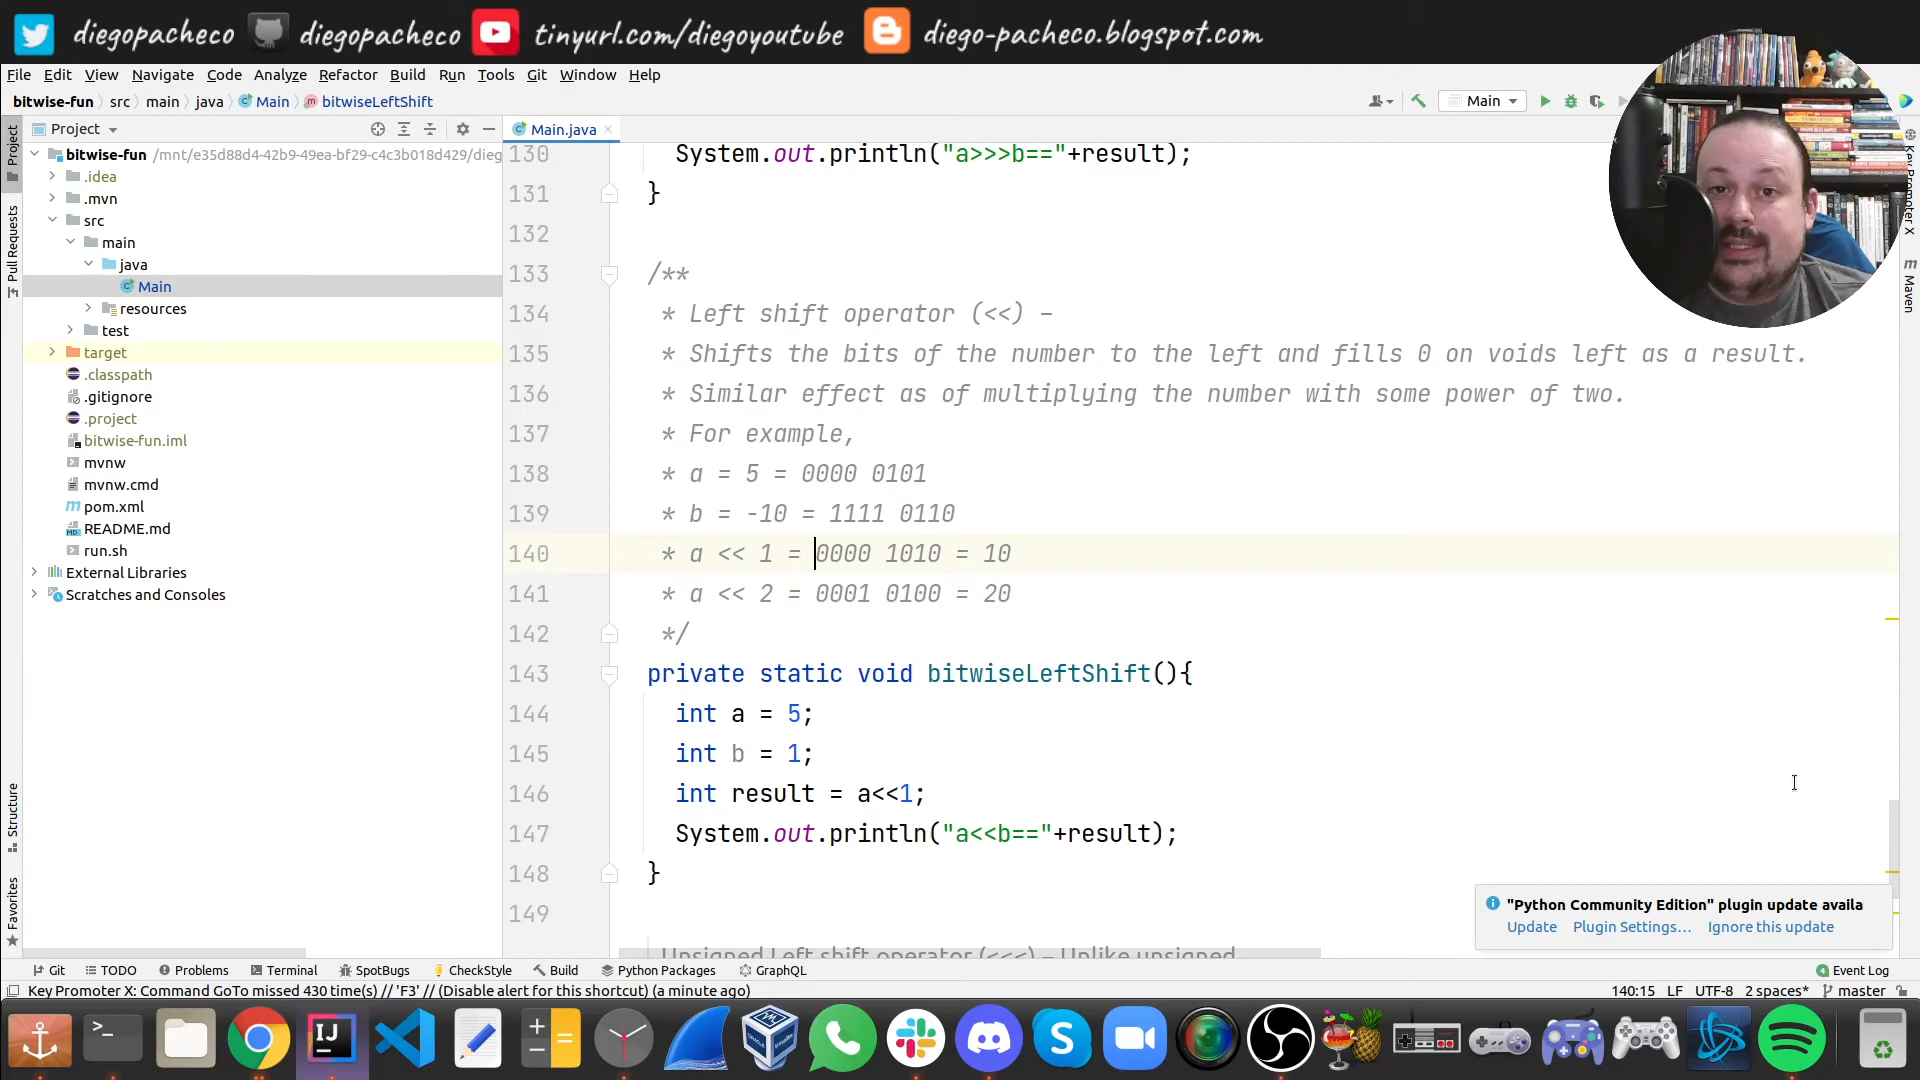 diegopacheco diegopacheco tinyurl.com/diegoyoutube diego-pacheco.blogspot.com
File Edit View Navigate Code Analyze Refactor Build Run Tools Git Window Help
bitwise-fun src main java Main bitwiseLeftShift
Main
Project
Main.java
bitwise-fun /mnt/e35d88d4-42b9-49ea-bf29-c4c3b018d429/dieg
.idea
.mvn
src
main
java
Main
resources
test
target
.classpath
.gitignore
.project
bitwise-fun.iml
mvnw
mvnw.cmd
pom.xml
README.md
run.sh
External Libraries
Scratches and Consoles
Project
Pull Requests
Structure
Favorites
130 System.out.println("a>>>b=="+result);
131 }
132
133 /**
134 * Left shift operator (<<) –
135 * Shifts the bits of the number to the left and fills 0 on voids left as a result.
136 * Similar effect as of multiplying the number with some power of two.
137 * For example,
138 * a = 5 = 0000 0101
139 * b = -10 = 1111 0110
140 * a << 1 = 0000 1010 = 10
141 * a << 2 = 0001 0100 = 20
142 */
143 private static void bitwiseLeftShift(){
144 int a = 5;
145 int b = 1;
146 int result = a<<1;
147 System.out.println("a<<b=="+result);
148 }
149
Unsigned Left shift operator (<<<) – Unlike unsigned
Key Promoter X
Maven
"Python Community Edition" plugin update availa
Update Plugin Settings... Ignore this update
Git TODO Problems Terminal SpotBugs CheckStyle Build Python Packages GraphQL
4 Event Log
Key Promoter X: Command GoTo missed 430 time(s) // 'F3' // (Disable alert for this shortcut) (a minute ago)
140:15 LF UTF-8 2 spaces* master